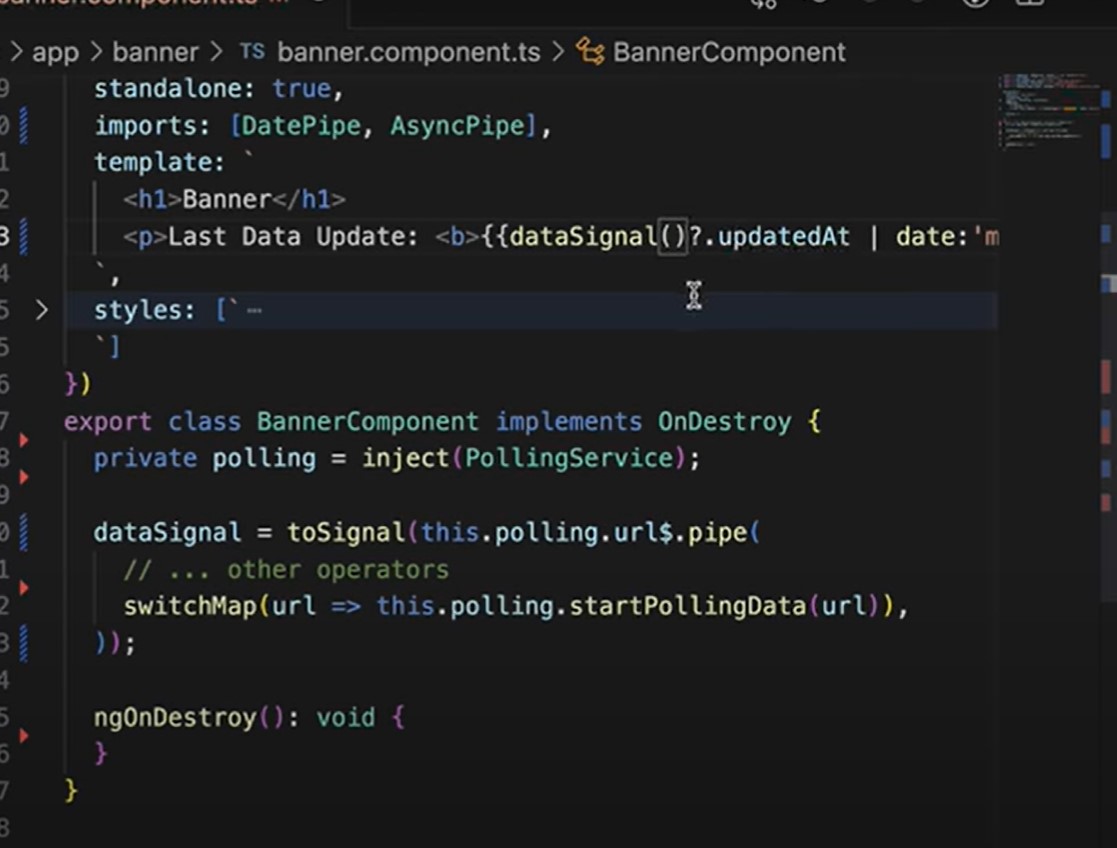 banner.component.ts
> app > banner > TS banner.component.ts > BannerComponent
9 standalone: true,
0 imports: [DatePipe, AsyncPipe],
1 template: `
2 <h1>Banner</h1>
3 <p>Last Data Update: <b>{{dataSignal()?.updatedAt | date:'m
4 `,
5 > styles: [` ⋯
5 `]
6 })
7 export class BannerComponent implements OnDestroy {
8 private polling = inject(PollingService);
9
0 dataSignal = toSignal(this.polling.url$.pipe(
1 // ... other operators
2 switchMap(url => this.polling.startPollingData(url)),
3 ));
4
5 ngOnDestroy(): void {
6 }
7 }
8